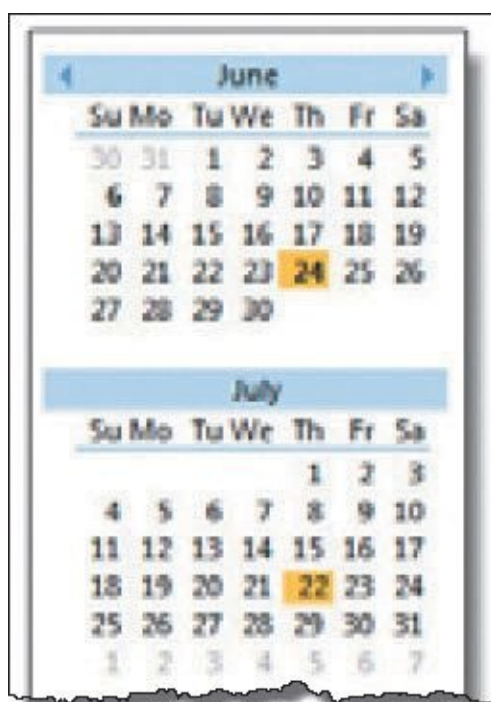 June
Su Mo Tu We Th Fr Sa
30 31 1 2 3 4 5
6 7 8 9 10 11 12
13 14 15 16 17 18 19
20 21 22 23 24 25 26
27 28 29 30
July
Su Mo Tu We Th Fr Sa
1 2 3
4 5 6 7 8 9 10
11 12 13 14 15 16 17
18 19 20 21 22 23 24
25 26 27 28 29 30 31
1 2 3 4 5 6 7